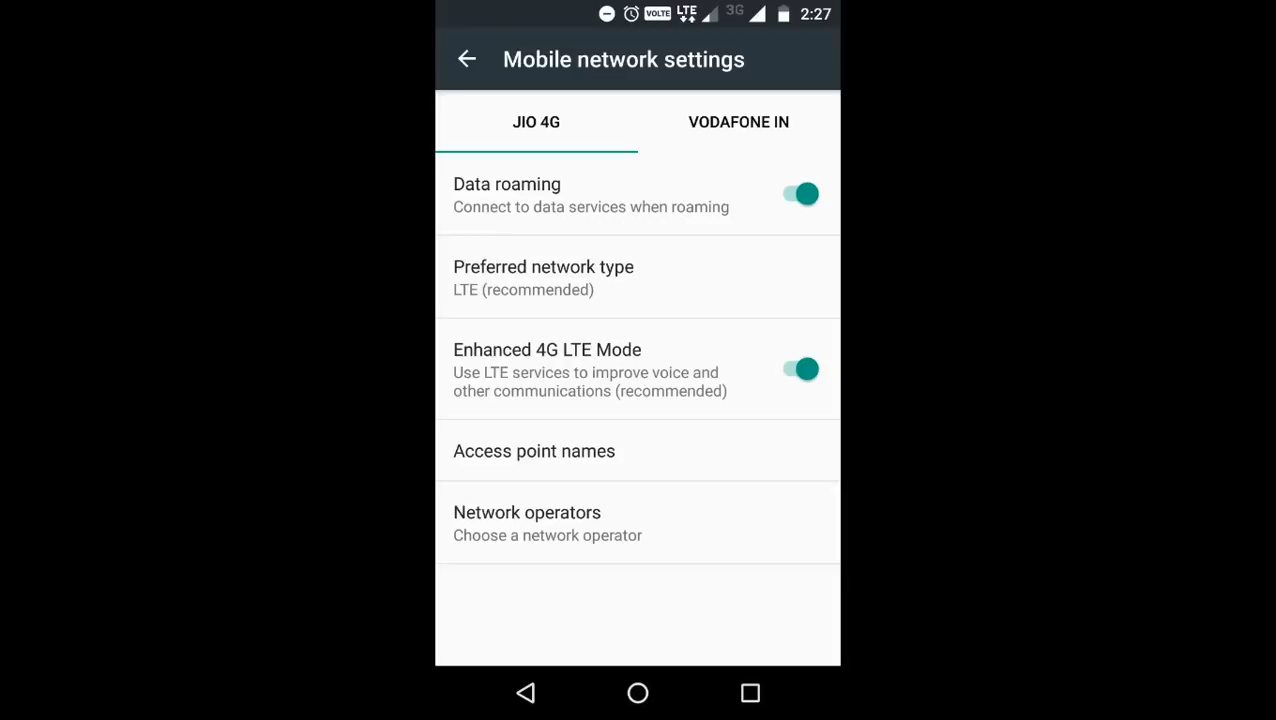 VOLTE LTE 3G 2:27
Mobile network settings
JIO 4G VODAFONE IN
Data roaming
Connect to data services when roaming
Preferred network type
LTE (recommended)
Enhanced 4G LTE Mode
Use LTE services to improve voice and
other communications (recommended)
Access point names
Network operators
Choose a network operator